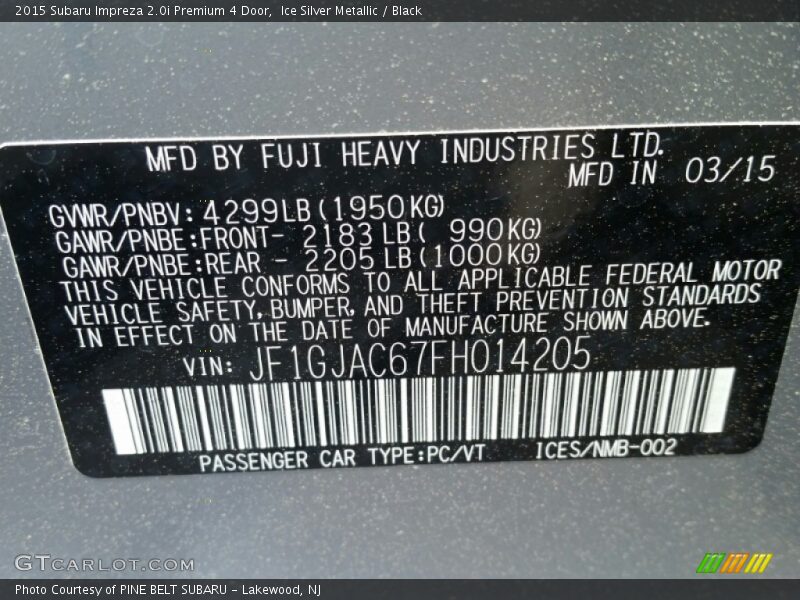 2015 Subaru Impreza 2.0i Premium 4 Door,  Ice Silver Metallic / Black
MFD BY FUJI HEAVY INDUSTRIES LTD.
MFD IN 03/15
GVWR/PNBV: 4299LB(1950KG)
GAWR/PNBE:FRONT- 2183 LB( 990KG)
GAWR/PNBE:REAR - 2205 LB(1000KG)
THIS VEHICLE CONFORMS TO ALL APPLICABLE FEDERAL MOTOR
VEHICLE SAFETY, BUMPER, AND THEFT PREVENTION STANDARDS
IN EFFECT ON THE DATE OF MANUFACTURE SHOWN ABOVE.
VIN: JF1GJAC67FH014205
PASSENGER CAR TYPE:PC/VT ICES/NMB-002
GTCARLOT.COM
Photo Courtesy of PINE BELT SUBARU - Lakewood, NJ